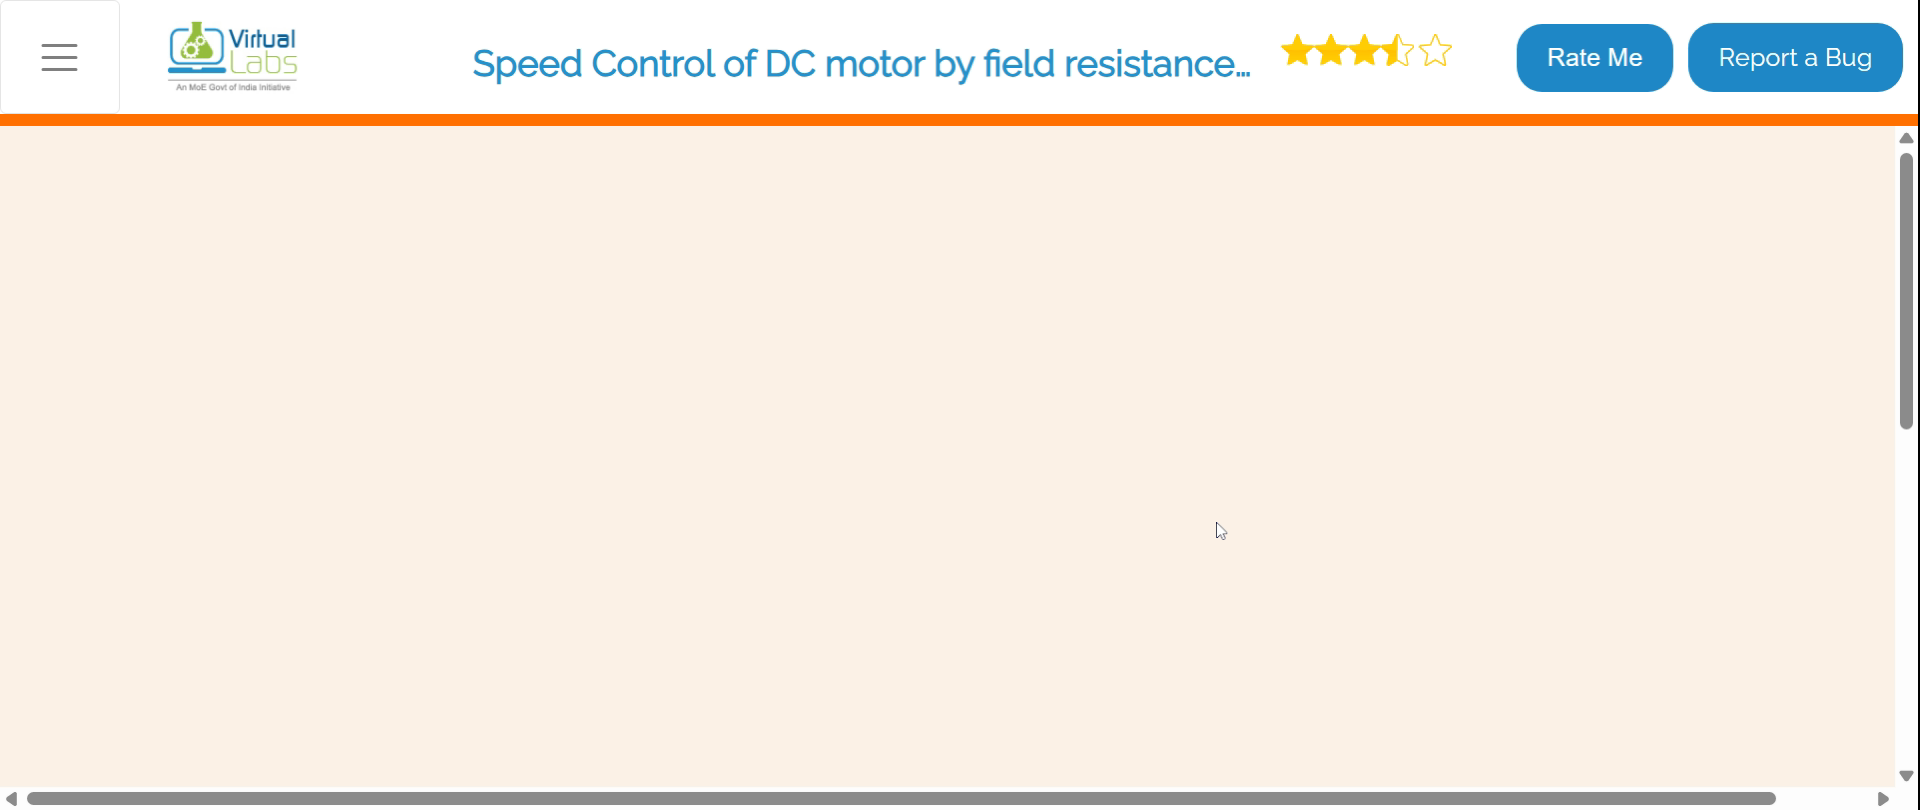 Virtual
Labs
An MoE Govt of India Initiative
Speed Control of DC motor by field resistance...
Rate Me
Report a Bug